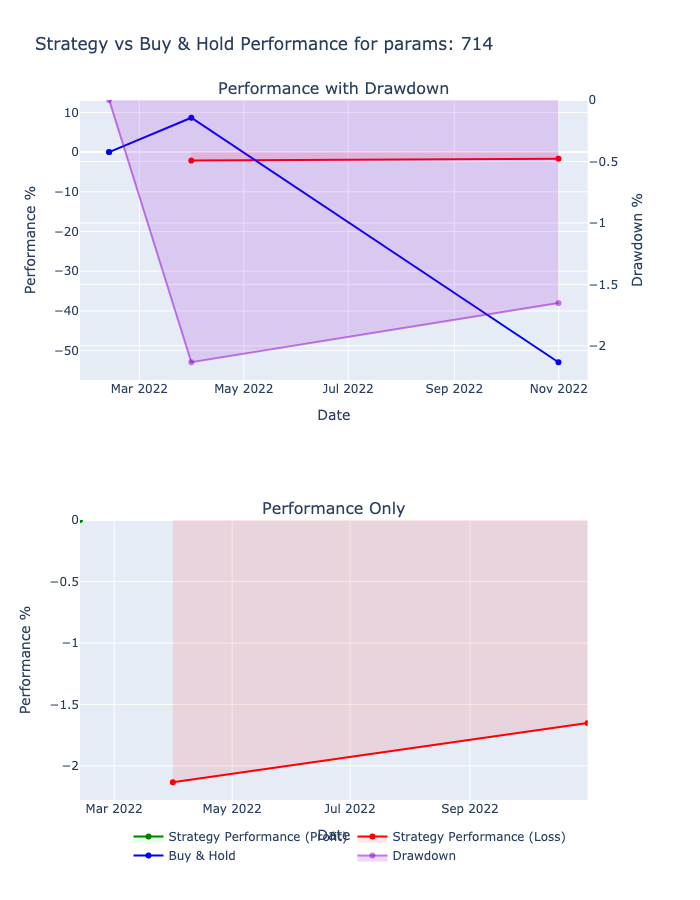 Strategy vs Buy & Hold Performance for params: 714
Performance with Drawdown
10
0
−10
−20
−30
−40
−50
Performance %
0
−0.5
−1
−1.5
−2
Drawdown %
Mar 2022 May 2022 Jul 2022 Sep 2022 Nov 2022
Date
Performance Only
0
−0.5
−1
−1.5
−2
Performance %
Mar 2022 May 2022 Jul 2022 Sep 2022
Date
Strategy Performance (Profit) Strategy Performance (Loss)
Buy & Hold Drawdown